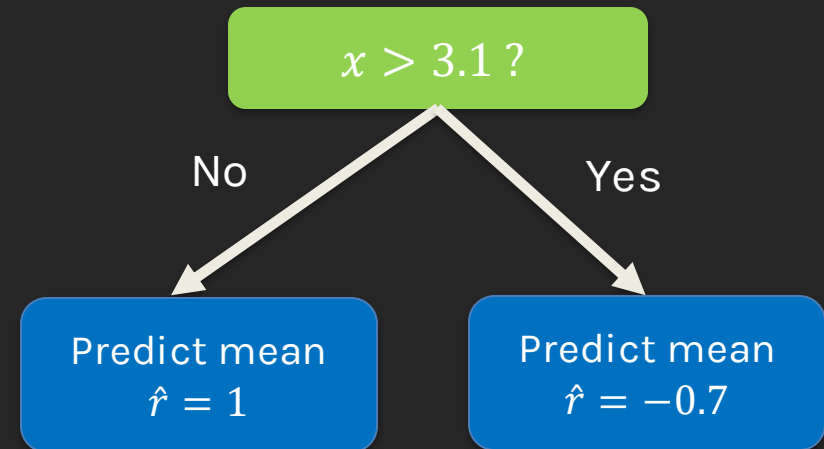 x > 3.1 ?
No
Yes
Predict mean
r̂ = 1
Predict mean
r̂ = −0.7